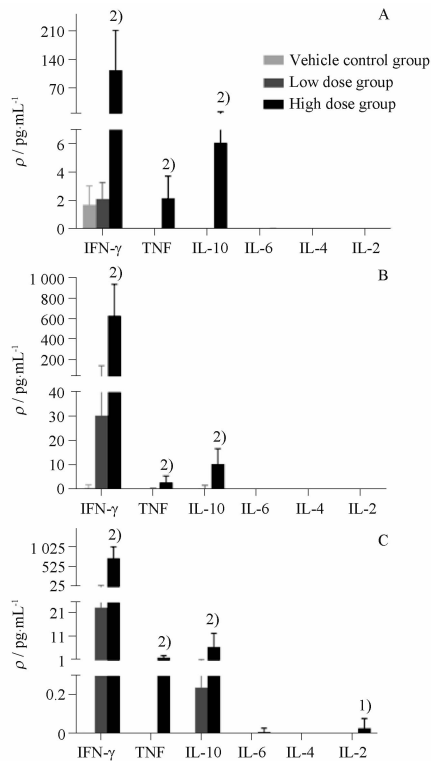 A
2)
210
140
70
6
4
2
0
ρ / pg·mL-1
2)
2)
Vehicle control group
Low dose group
High dose group
IFN-γ TNF IL-10 IL-6 IL-4 IL-2
B
2)
1 000
800
600
400
200
40
30
20
10
0
ρ / pg·mL-1
2)
2)
IFN-γ TNF IL-10 IL-6 IL-4 IL-2
C
2)
1 025
525
25
21
11
1
0.2
0
ρ / pg·mL-1
2)
2)
1)
IFN-γ TNF IL-10 IL-6 IL-4 IL-2